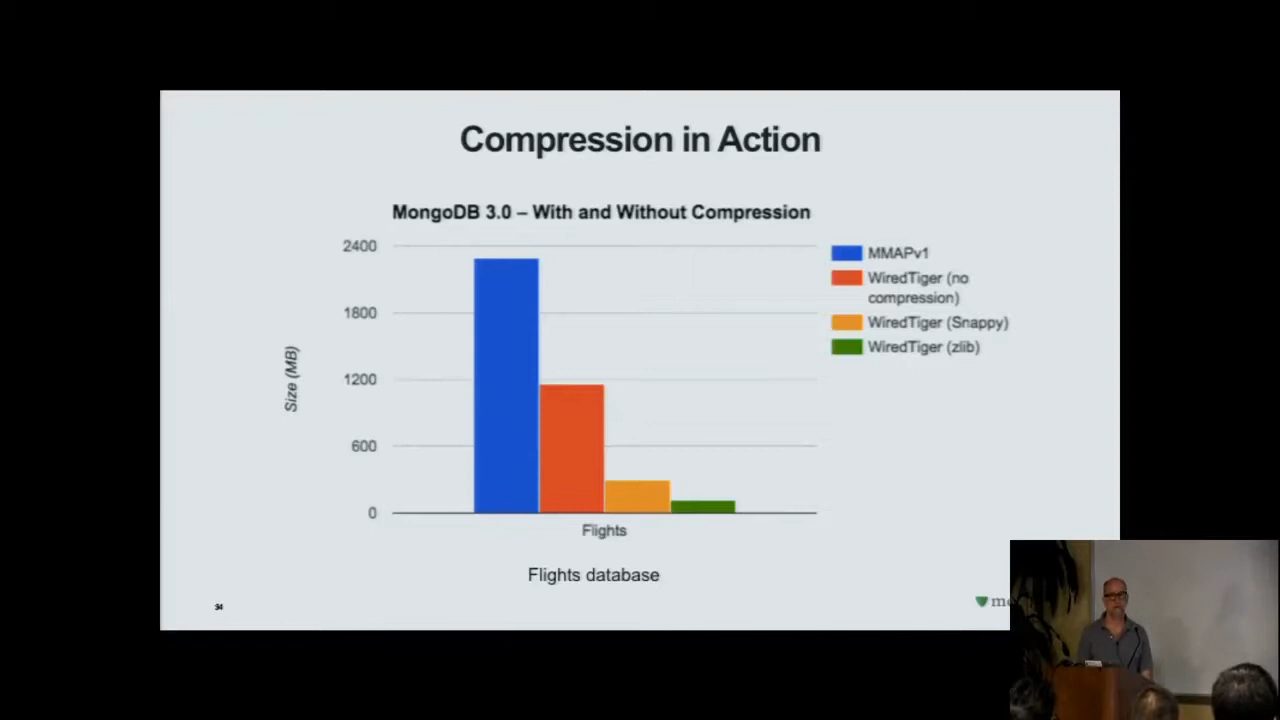 Compression in Action
MongoDB 3.0 – With and Without Compression
2400
1800
1200
600
0
Size (MB)
MMAPv1
WiredTiger (no
compression)
WiredTiger (Snappy)
WiredTiger (zlib)
Flights
Flights database
34